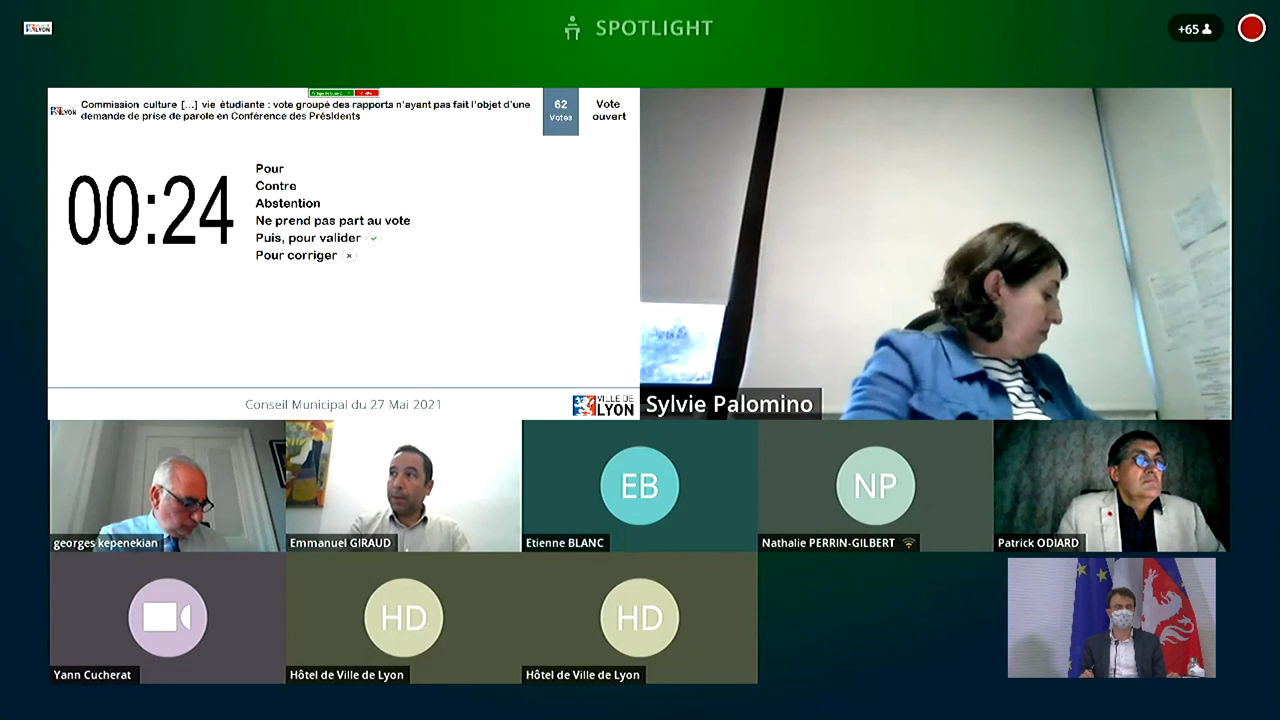 LYON
SPOTLIGHT
+65
LYON
Commission culture [...] vie étudiante : vote groupé des rapports n'ayant pas fait l'objet d'une
demande de prise de parole en Conférence des Présidents
62
Votes
Vote
ouvert
00:24
Pour
Contre
Abstention
Ne prend pas part au vote
Puis, pour valider
Pour corriger
Conseil Municipal du 27 Mai 2021
VILLE DE
LYON
Sylvie Palomino
georges kepenekian
Emmanuel GIRAUD
EB
Etienne BLANC
NP
Nathalie PERRIN-GILBERT
Patrick ODIARD
Yann Cucherat
HD
Hôtel de Ville de Lyon
HD
Hôtel de Ville de Lyon